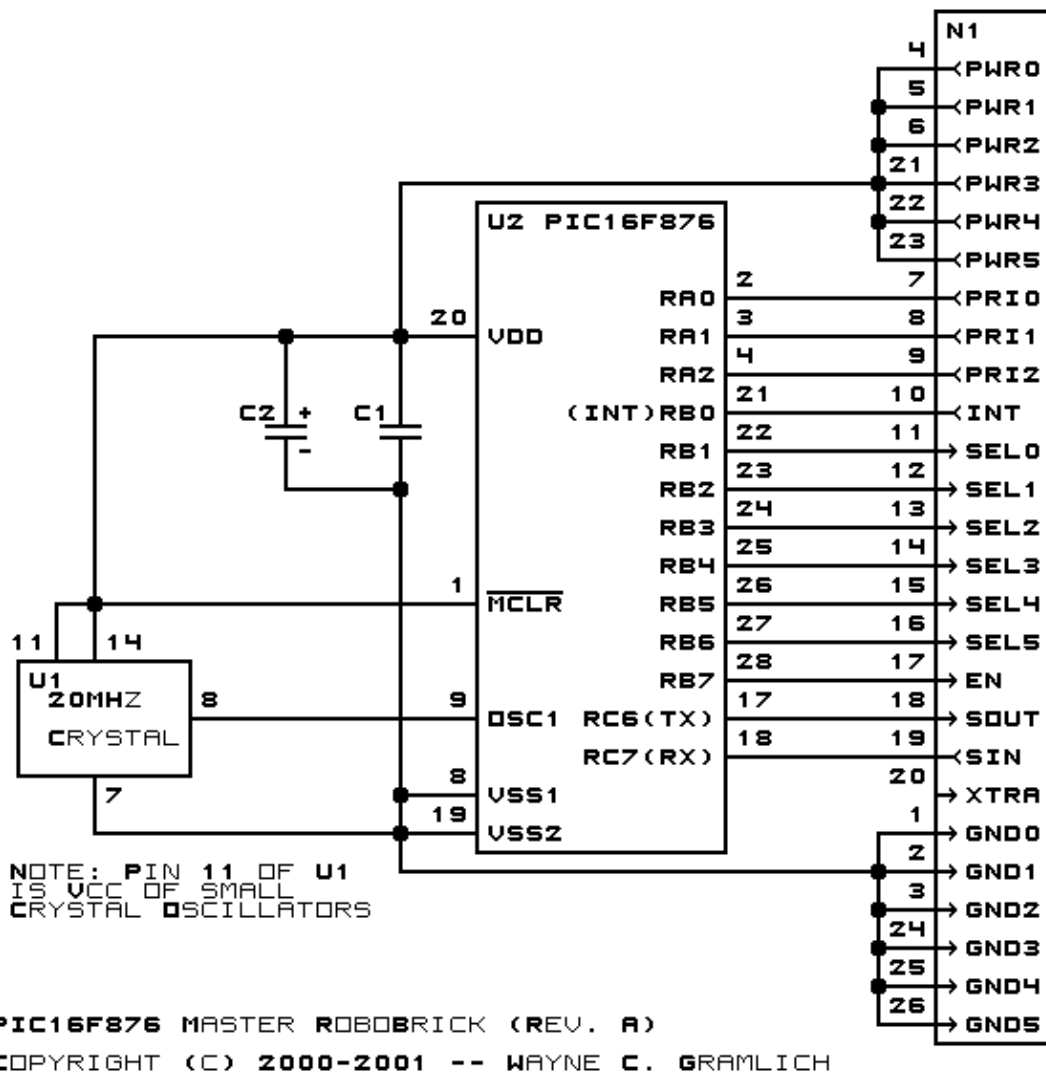 N1
4 <PWR0
5 <PWR1
6 <PWR2
21 <PWR3
22 <PWR4
23 <PWR5
U2 PIC16F876
RA0 2 7 <PRI0
20 VDD RA1 3 8 <PRI1
RA2 4 9 <PRI2
C2 + - C1 (INT)RB0 21 10 <INT
RB1 22 11 SEL0
RB2 23 12 SEL1
RB3 24 13 SEL2
RB4 25 14 SEL3
1 MCLR RB5 26 15 SEL4
11 14 RB6 27 16 SEL5
U1 RB7 28 17 EN
20MHZ 8 9 OSC1 RC6(TX) 17 18 SOUT
CRYSTAL RC7(RX) 18 19 <SIN
7 8 VSS1 20 XTRA
19 VSS2 1 GND0
2 GND1
3 GND2
24 GND3
25 GND4
26 GND5
NOTE: PIN 11 OF U1
IS VCC OF SMALL
CRYSTAL OSCILLATORS
PIC16F876 MASTER ROBOBRICK (REV. A)
COPYRIGHT (C) 2000-2001 -- WAYNE C. GRAMLICH